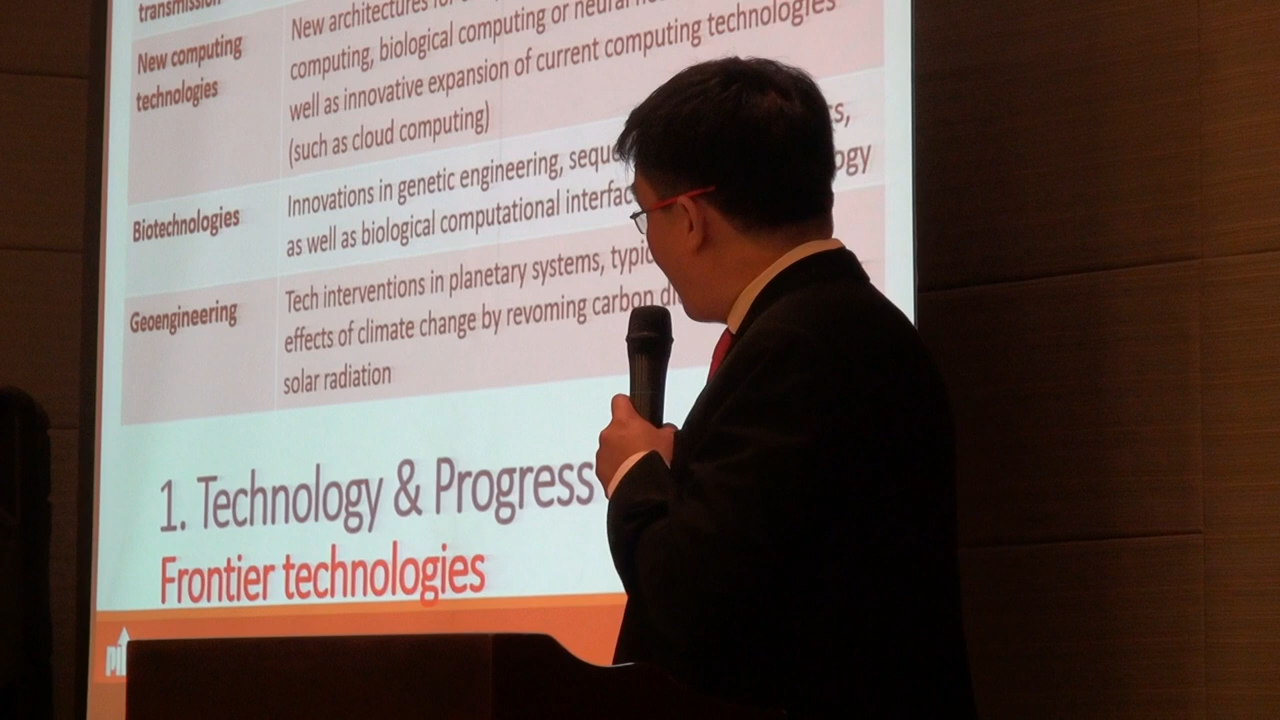 transmission
New computing
technologies
New architectures for
computing, biological computing or neural
well as innovative expansion of current computing technologies
(such as cloud computing)
Biotechnologies
Innovations in genetic engineering,
as well as biological computational
Geoengineering
Tech interventions in planetary systems,
effects of climate change by revoming carbon
solar radiation
1. Technology & Progress
Frontier technologies